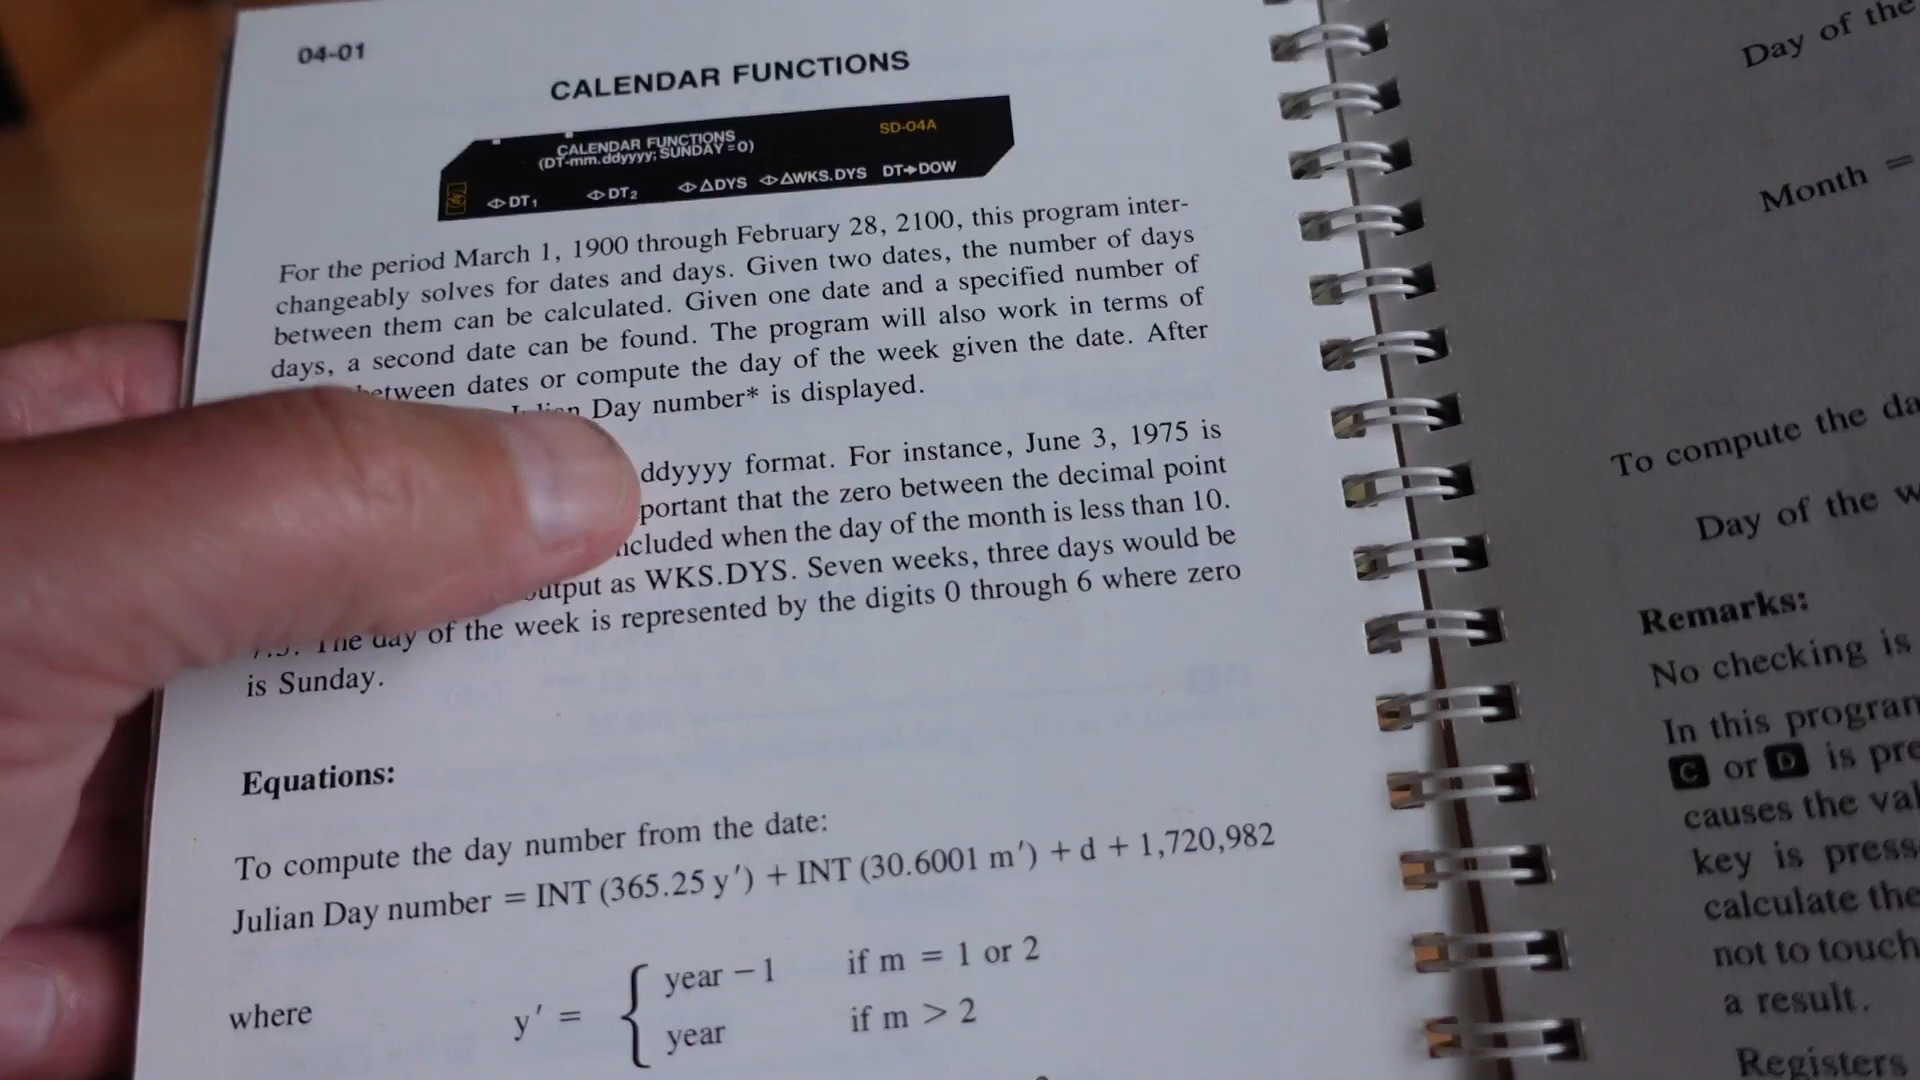 04-01
CALENDAR FUNCTIONS
CALENDAR FUNCTIONS SD-04A
(DT-mm.ddyyyy; SUNDAY = 0)
DT1 DT2 ΔDYS ΔWKS.DYS DT→DOW
For the period March 1, 1900 through February 28, 2100, this program inter-
changeably solves for dates and days. Given two dates, the number of days
between them can be calculated. Given one date and a specified number of
days, a second date can be found. The program will also work in terms of
between dates or compute the day of the week given the date. After
Day number* is displayed.
ddyyyy format. For instance, June 3, 1975 is
portant that the zero between the decimal point
ncluded when the day of the month is less than 10.
utput as WKS.DYS. Seven weeks, three days would be
7.3. The day of the week is represented by the digits 0 through 6 where zero
is Sunday.
Equations:
To compute the day number from the date:
Julian Day number = INT (365.25 y′) + INT (30.6001 m′) + d + 1,720,982
where y′ = { year − 1 if m = 1 or 2
year if m > 2
Day of the
Month =
To compute the da
Day of the w
Remarks:
No checking is
In this program
C or D is pre
causes the val
key is press
calculate the
not to touch
a result.
Registers